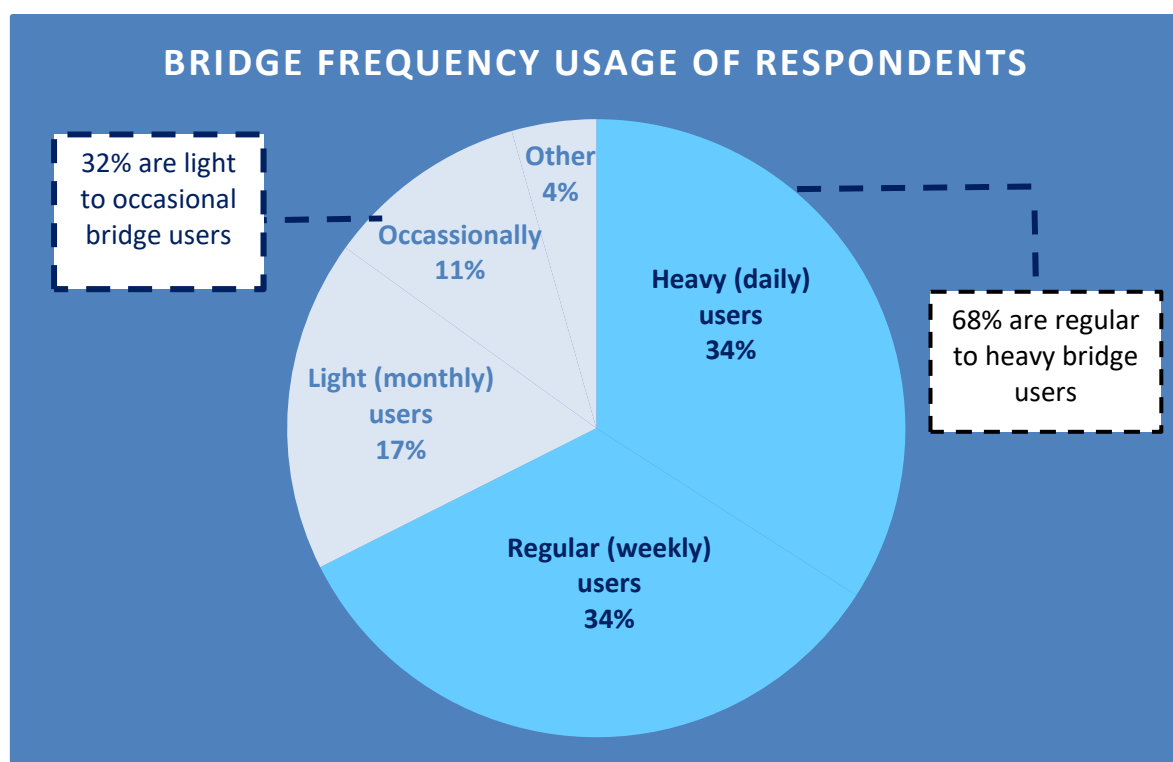 BRIDGE FREQUENCY USAGE OF RESPONDENTS
32% are light
to occasional
bridge users
Other
4%
Occassionally
11%
Heavy (daily)
users
34%
68% are regular
to heavy bridge
users
Light (monthly)
users
17%
Regular (weekly)
users
34%